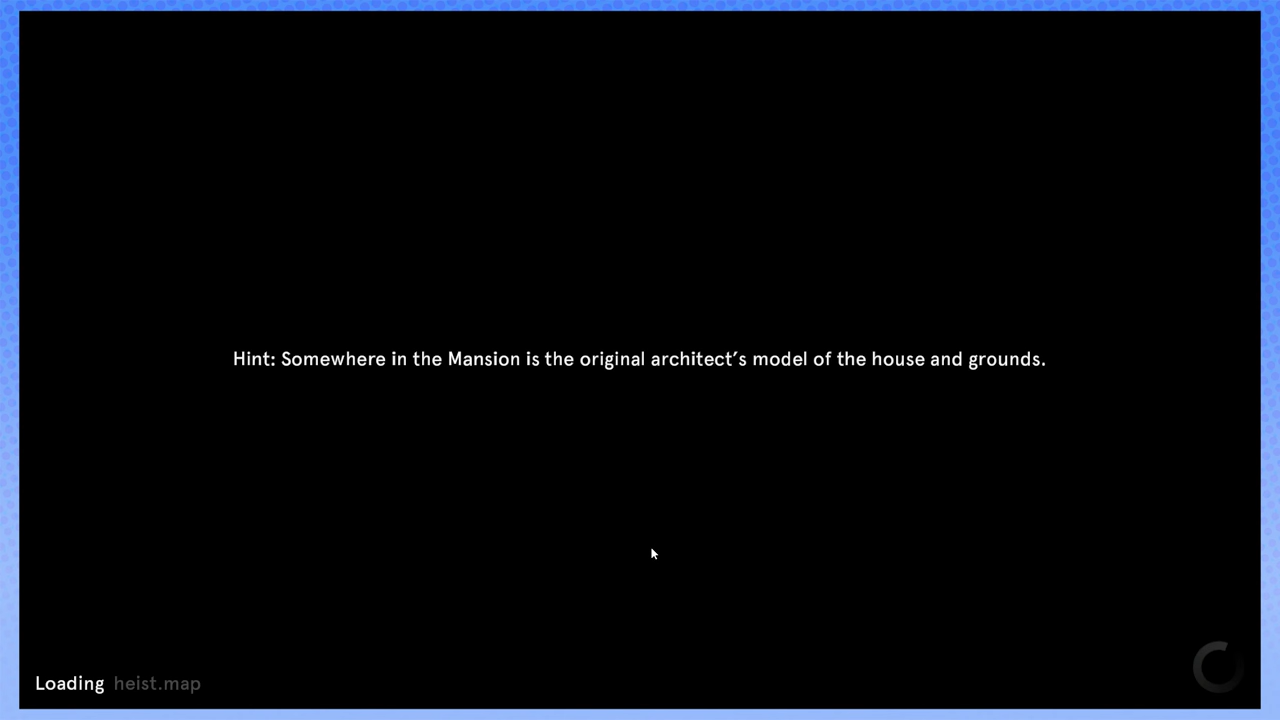 Hint: Somewhere in the Mansion is the original architect’s model of the house and grounds.
Loading heist.map